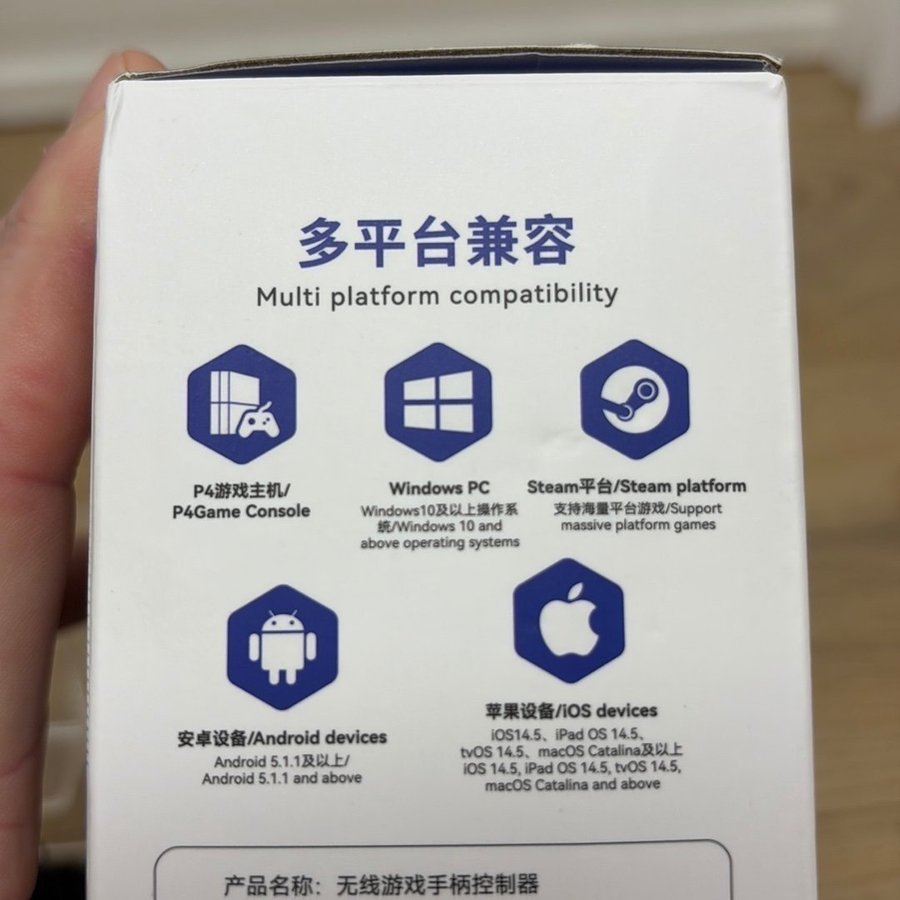 多平台兼容
Multi platform compatibility
P4游戏主机/
P4Game Console
Windows PC
Windows10及以上操作系
统/Windows 10 and
above operating systems
Steam平台/Steam platform
支持海量平台游戏/Support
massive platform games
安卓设备/Android devices
Android 5.1.1及以上/
Android 5.1.1 and above
苹果设备/iOS devices
iOS14.5、iPad OS 14.5、
tvOS 14.5、macOS Catalina及以上
iOS 14.5, iPad OS 14.5, tvOS 14.5,
macOS Catalina and above
产品名称：无线游戏手柄控制器